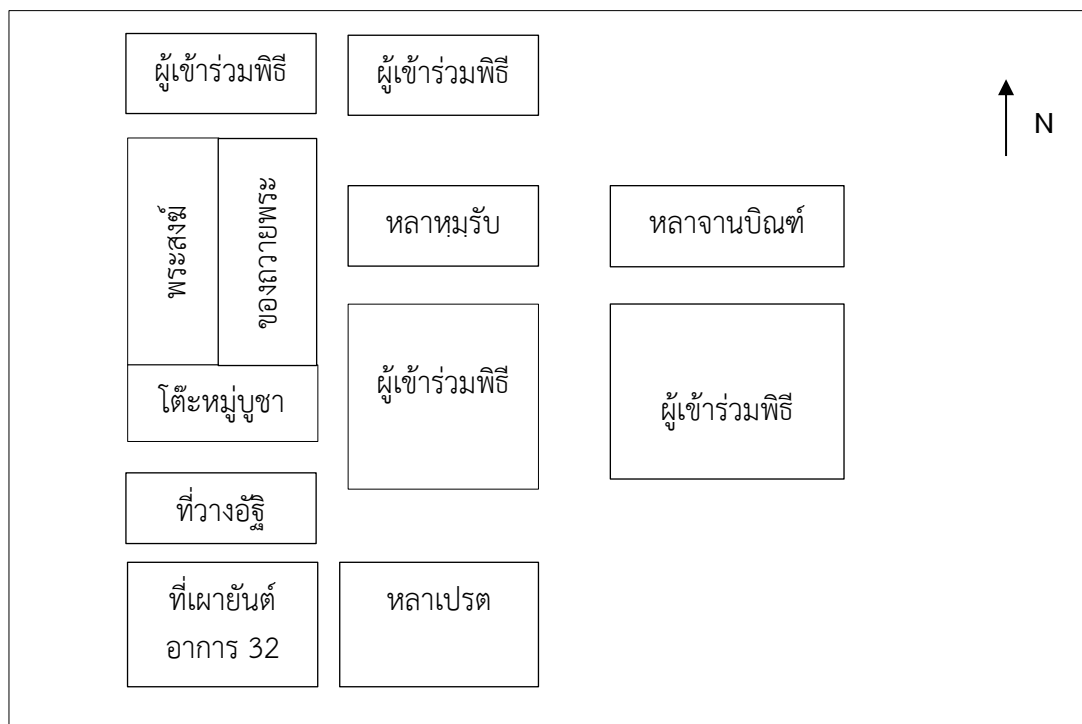 ผู้เข้าร่วมพิธี
ผู้เข้าร่วมพิธี
N
พระสงฆ์
ของถวายพระ
หลาหฺมฺรับ
หลาจานบิณฑ์
ผู้เข้าร่วมพิธี
ผู้เข้าร่วมพิธี
โต๊ะหมู่บูชา
ที่วางอัฐิ
ที่เผายันต์
อาการ 32
หลาเปรต